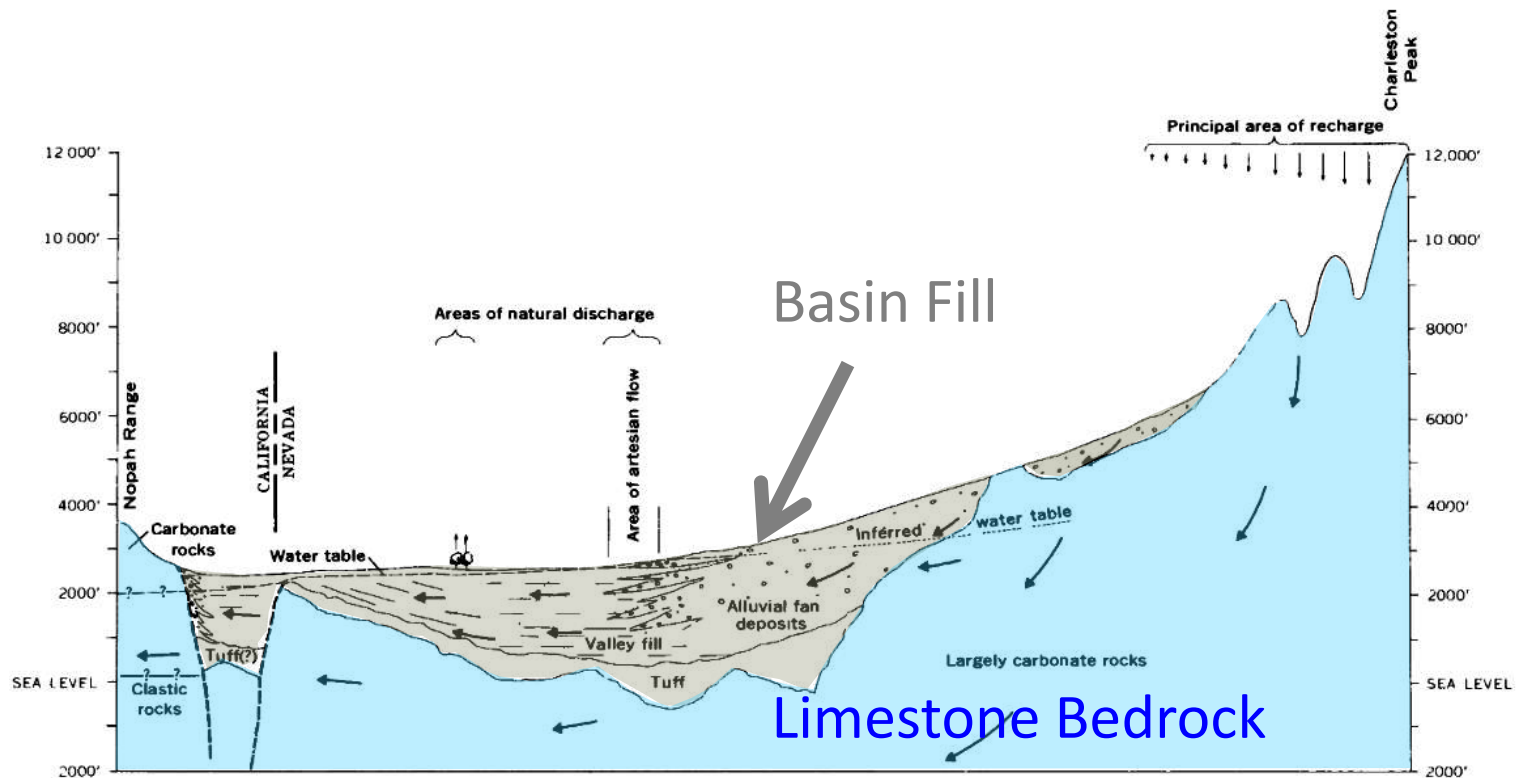 Charleston
Peak
Principal area of recharge
12 000'
12,000'
10 000'
10 000'
Basin Fill
Areas of natural discharge
8000'
8000'
Nopah Range
CALIFORNIA
NEVADA
Area of artesian flow
6000'
6000'
4000'
4000'
Carbonate
rocks
Water table
Inferred
water table
2000'
? ?
2000'
Alluvial fan
deposits
Valley fill
Tuff(?)
Largely carbonate rocks
? ?
SEA LEVEL
Clastic
rocks
Tuff
SEA LEVEL
Limestone Bedrock
2000'
2000'